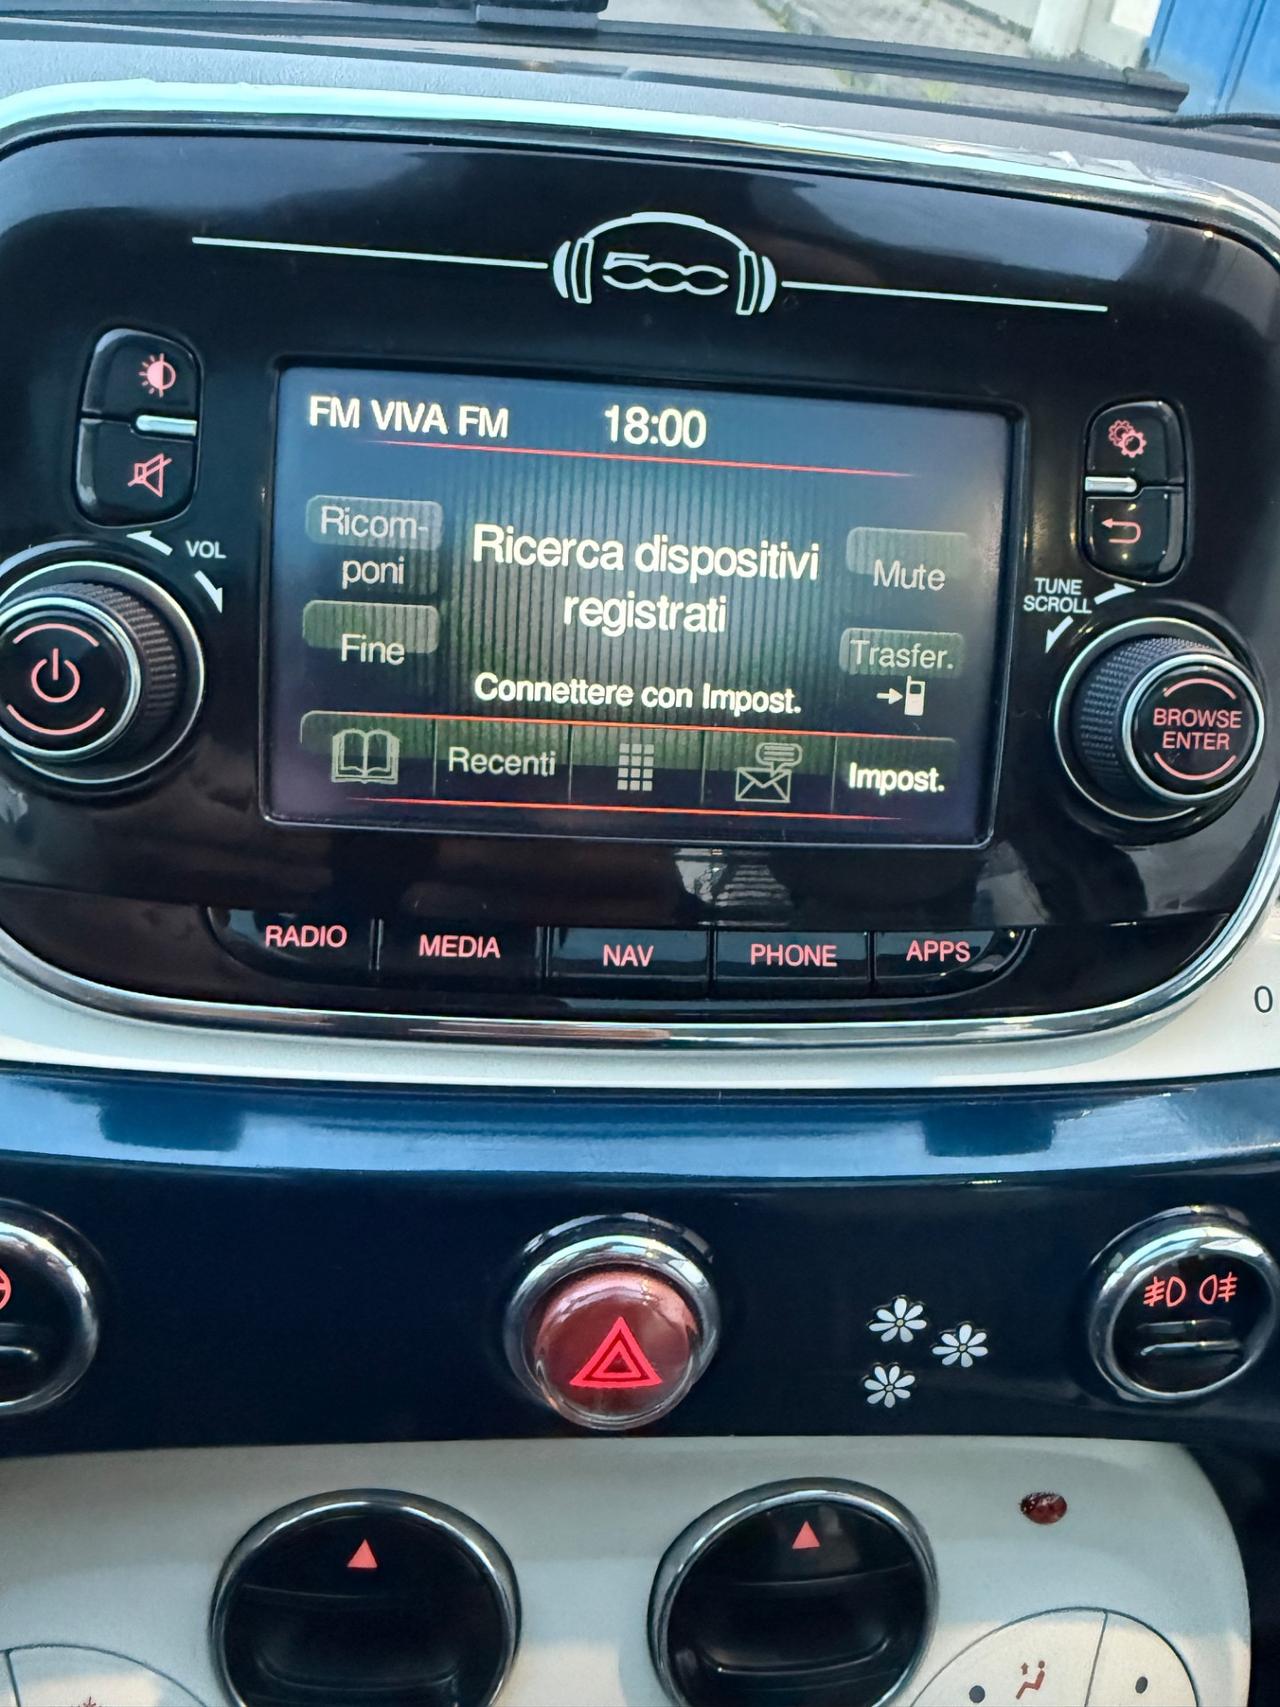 500
FM VIVA FM 18:00
VOL
Ricom-
poni
Ricerca dispositivi
registrati
Mute
TUNE
SCROLL
Fine
Connettere con Impost.
Trasfer.
BROWSE
ENTER
Recenti
Impost.
RADIO MEDIA NAV PHONE APPS
0